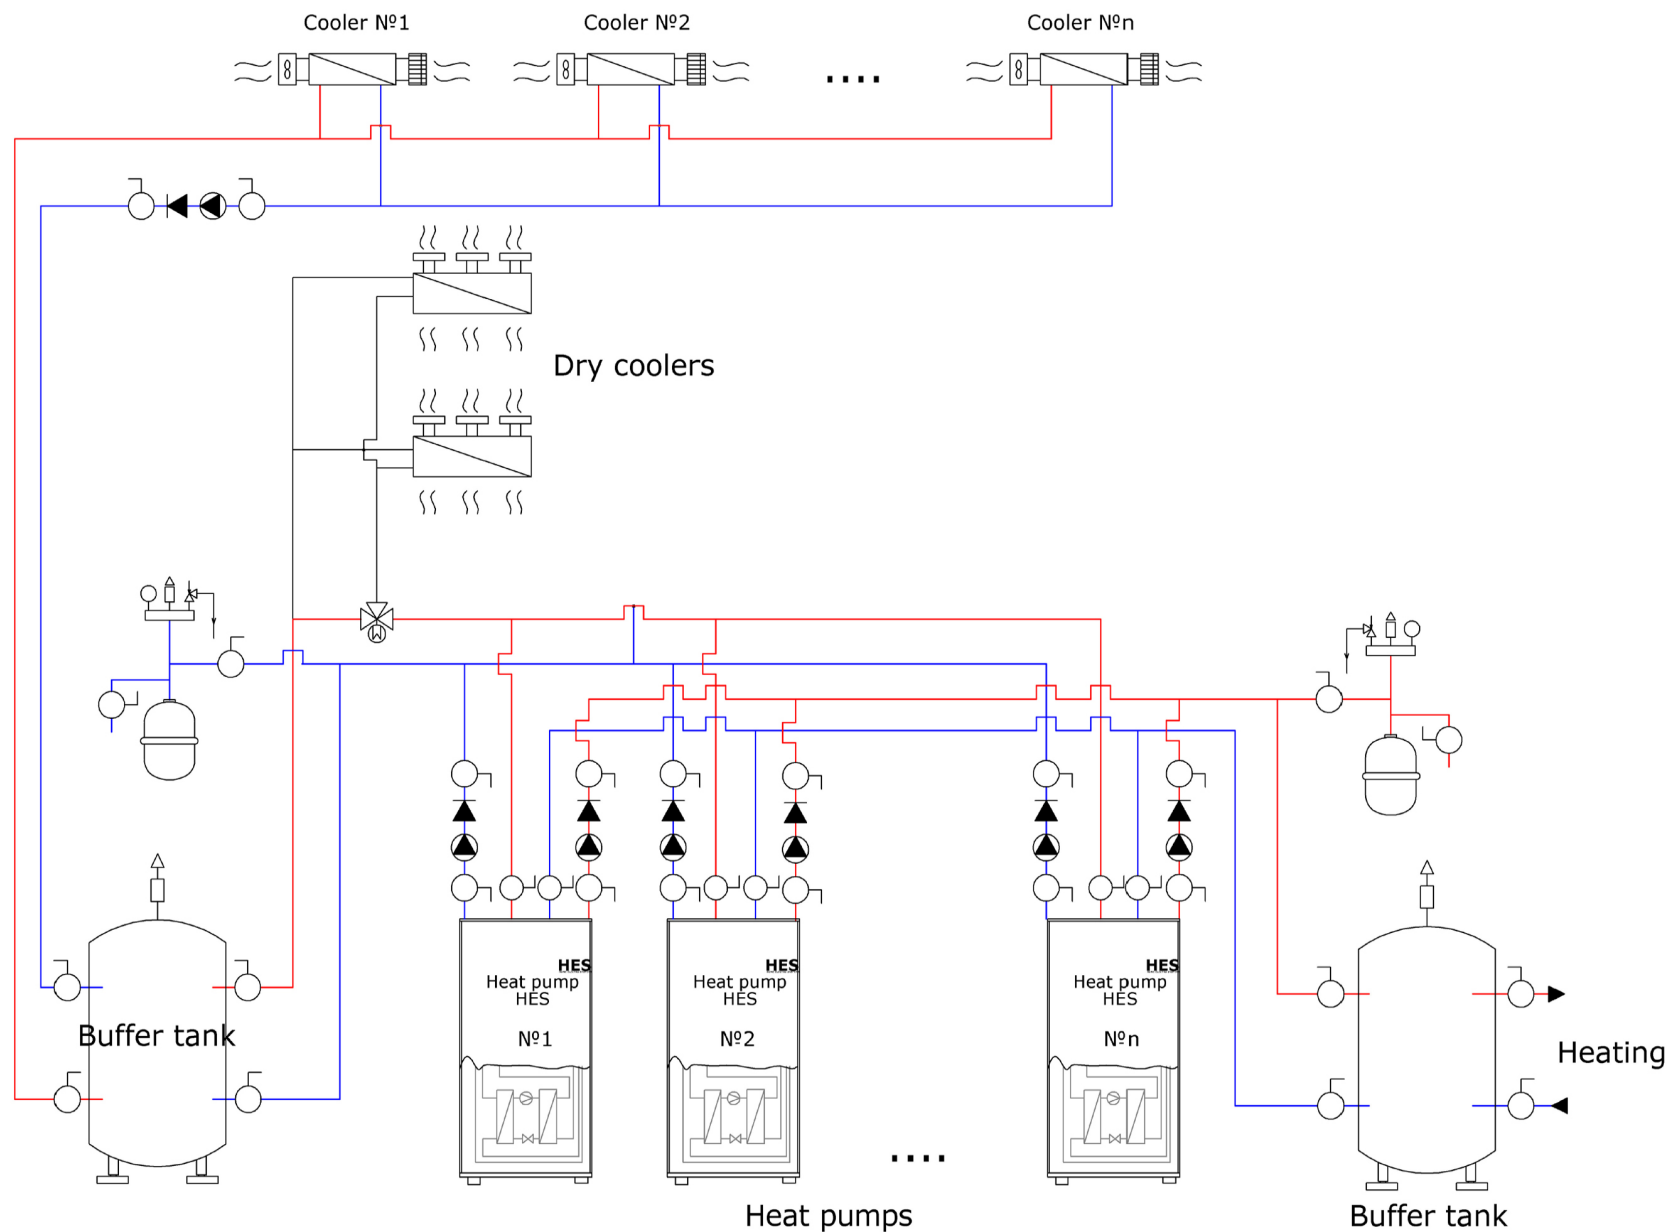 Cooler №1
Cooler №2
Cooler №n
....
Dry coolers
HES
Heat pump
HES
№1
HES
Heat pump
HES
№2
HES
Heat pump
HES
№n
Buffer tank
Heating
....
Heat pumps
Buffer tank